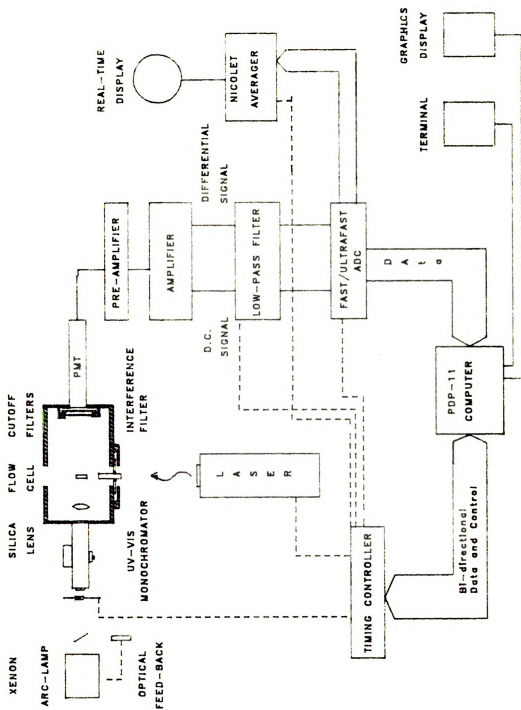 XENON
ARC-LAMP
SILICA
LENS
FLOW
CELL
CUTOFF
FILTERS
PMT
OPTICAL
FEED-BACK
UV-VIS
MONOCHROMATOR
INTERFERENCE
FILTER
PRE-AMPLIFIER
REAL-TIME
DISPLAY
LASER
AMPLIFIER
D.C.
SIGNAL
DIFFERENTIAL
SIGNAL
LOW-PASS FILTER
NICOLET
AVERAGER
TIMING CONTROLLER
FAST/ULTRAFAST
ADC
DAta
Bi-directional
Data and Control
PDP-11
COMPUTER
TERMINAL
GRAPHICS
DISPLAY